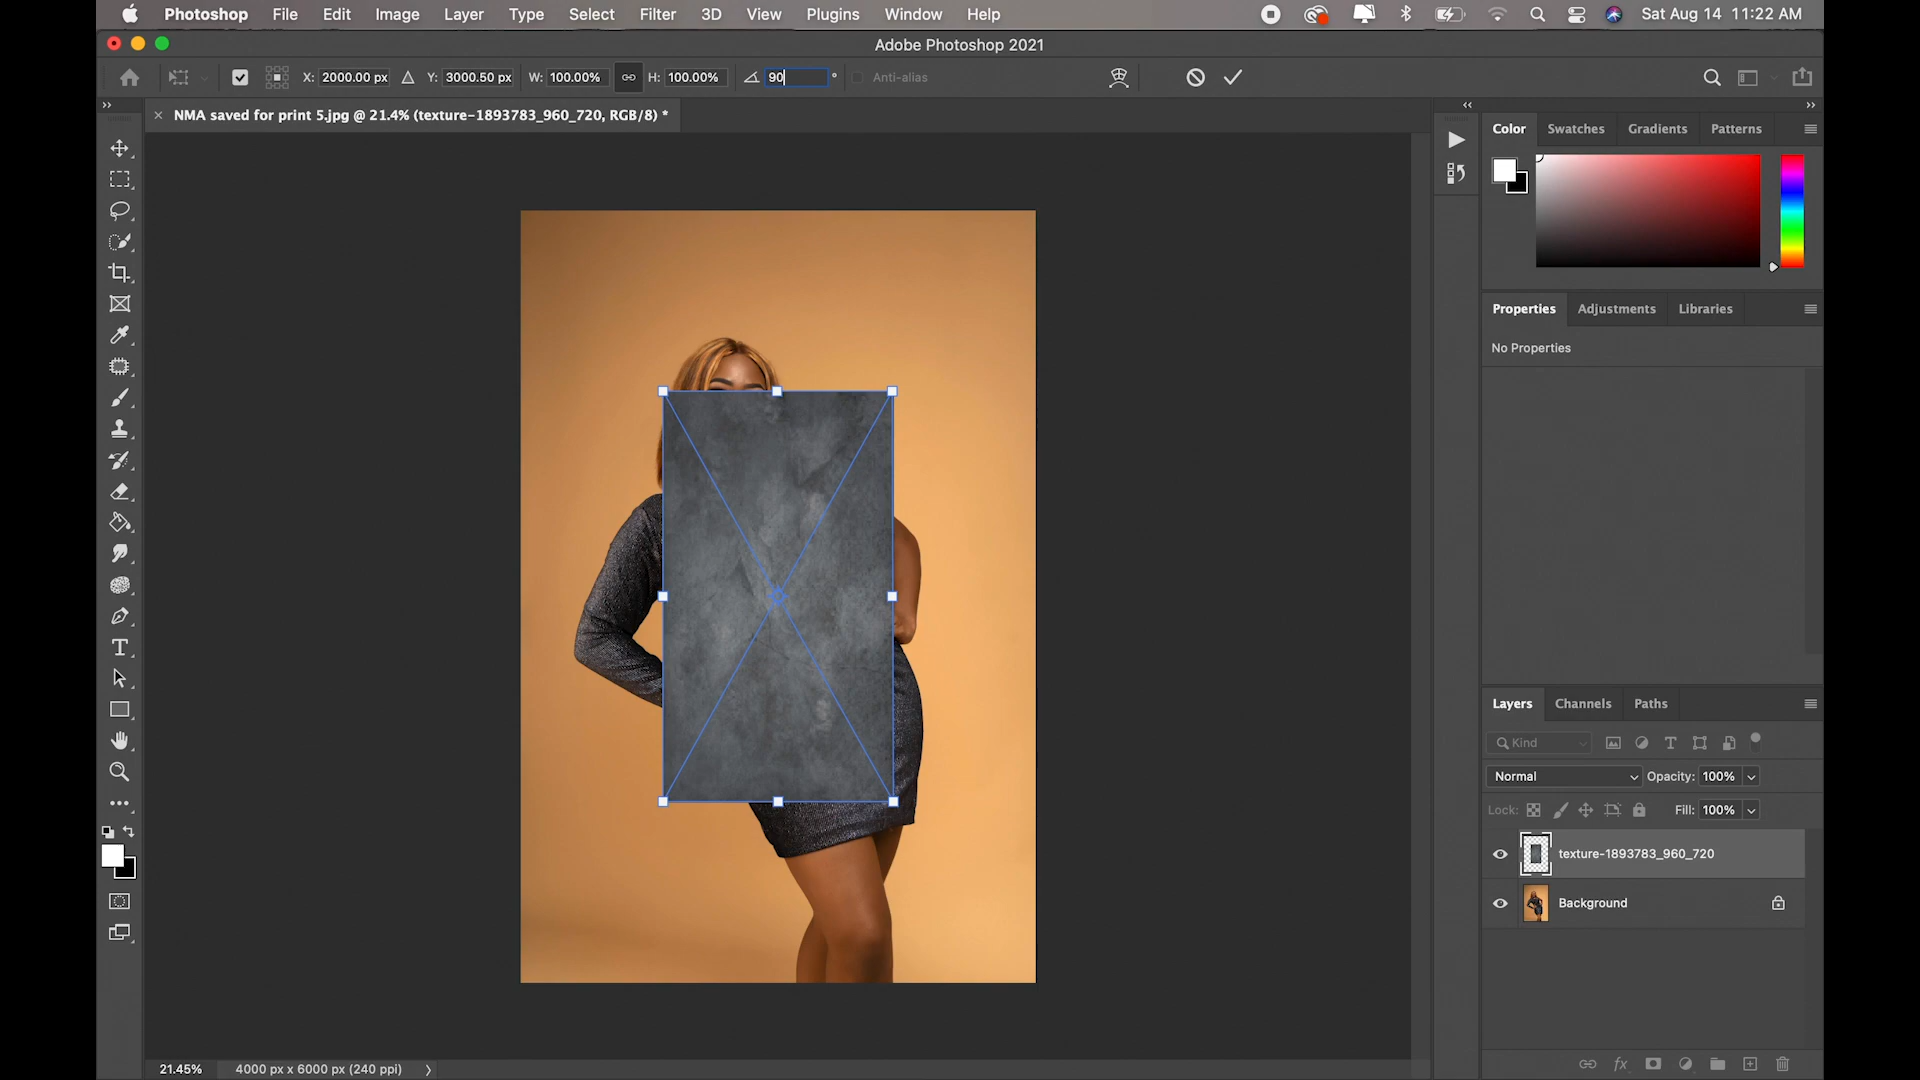 Photoshop File Edit Image Layer Type Select Filter 3D View Plugins Window Help Sat Aug 14 11:22 AM
Adobe Photoshop 2021
X: 2000.00 px Y: 3000.50 px W: 100.00% H: 100.00% 90 ° Anti-alias
NMA saved for print 5.jpg @ 21.4% (texture-1893783_960_720, RGB/8) *
Color Swatches Gradients Patterns
Properties Adjustments Libraries
No Properties
Layers Channels Paths
Kind
Normal Opacity: 100%
Lock: Fill: 100%
texture-1893783_960_720
Background
21.45% 4000 px x 6000 px (240 ppi)